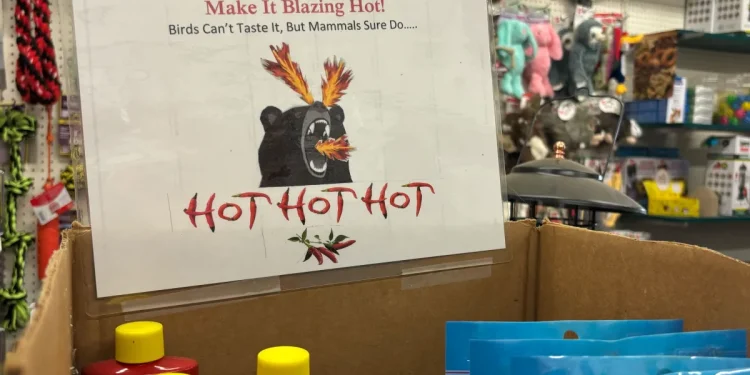 Make It Blazing Hot!
Birds Can't Taste It, But Mammals Sure Do.....
HOT HOT HOT